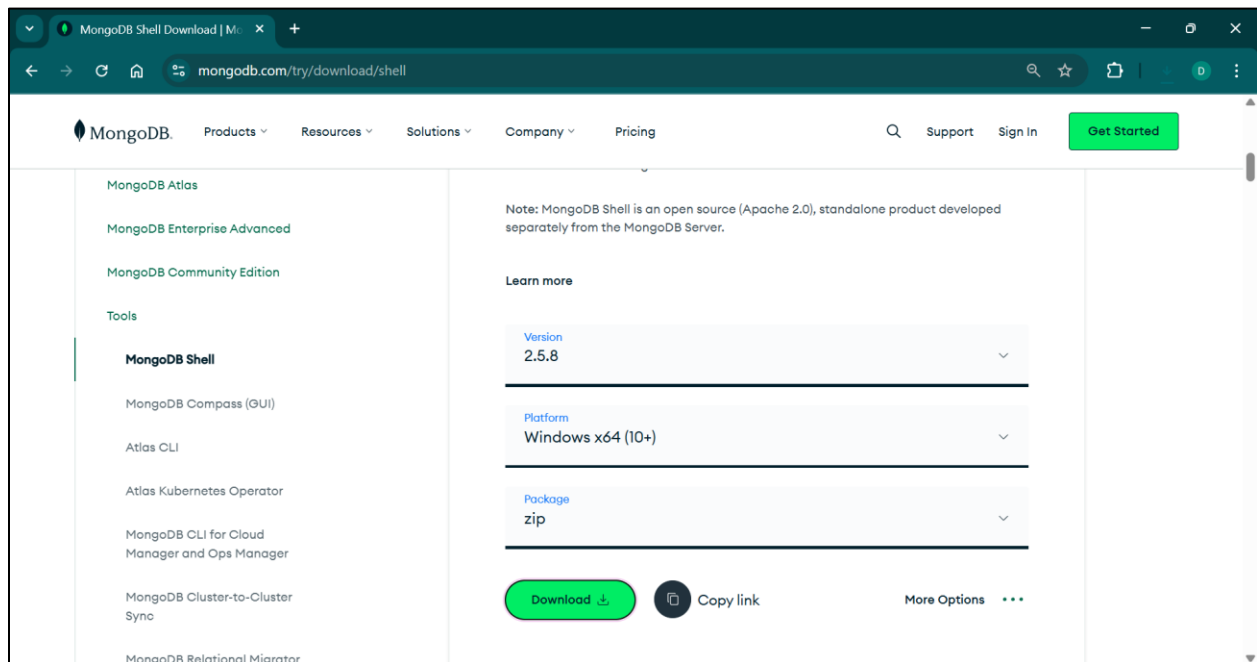 MongoDB Shell Download | Mo
mongodb.com/try/download/shell
D
MongoDB.
Products
Resources
Solutions
Company
Pricing
Support
Sign In
Get Started
MongoDB Atlas
MongoDB Enterprise Advanced
MongoDB Community Edition
Tools
MongoDB Shell
MongoDB Compass (GUI)
Atlas CLI
Atlas Kubernetes Operator
MongoDB CLI for Cloud
Manager and Ops Manager
MongoDB Cluster-to-Cluster
Sync
MongoDB Relational Migrator
Note: MongoDB Shell is an open source (Apache 2.0), standalone product developed
separately from the MongoDB Server.
Learn more
Version
2.5.8
Platform
Windows x64 (10+)
Package
zip
Download
Copy link
More Options